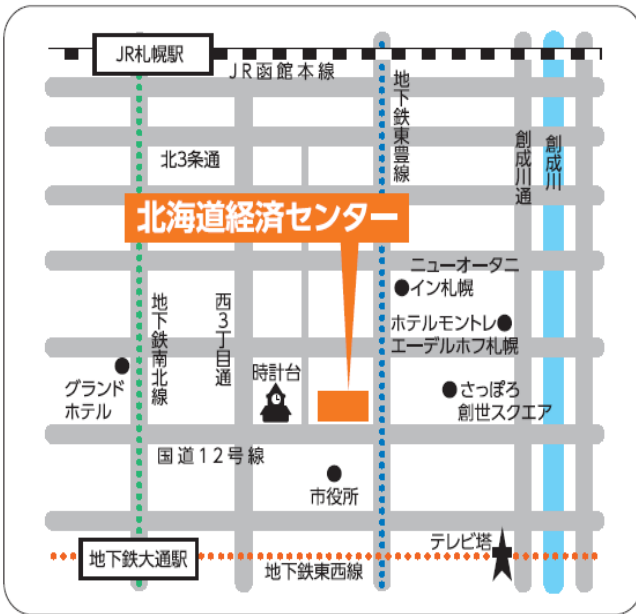 JR札幌駅
JR函館本線
地下鉄東豊線
創成川通
創成川
北3条通
北海道経済センター
ニューオータニ
イン札幌
地下鉄南北線
西3丁目通
ホテルモントレ
エーデルホフ札幌
時計台
グランド
ホテル
さっぽろ
創世スクエア
国道12号線
市役所
テレビ塔
地下鉄大通駅
地下鉄東西線